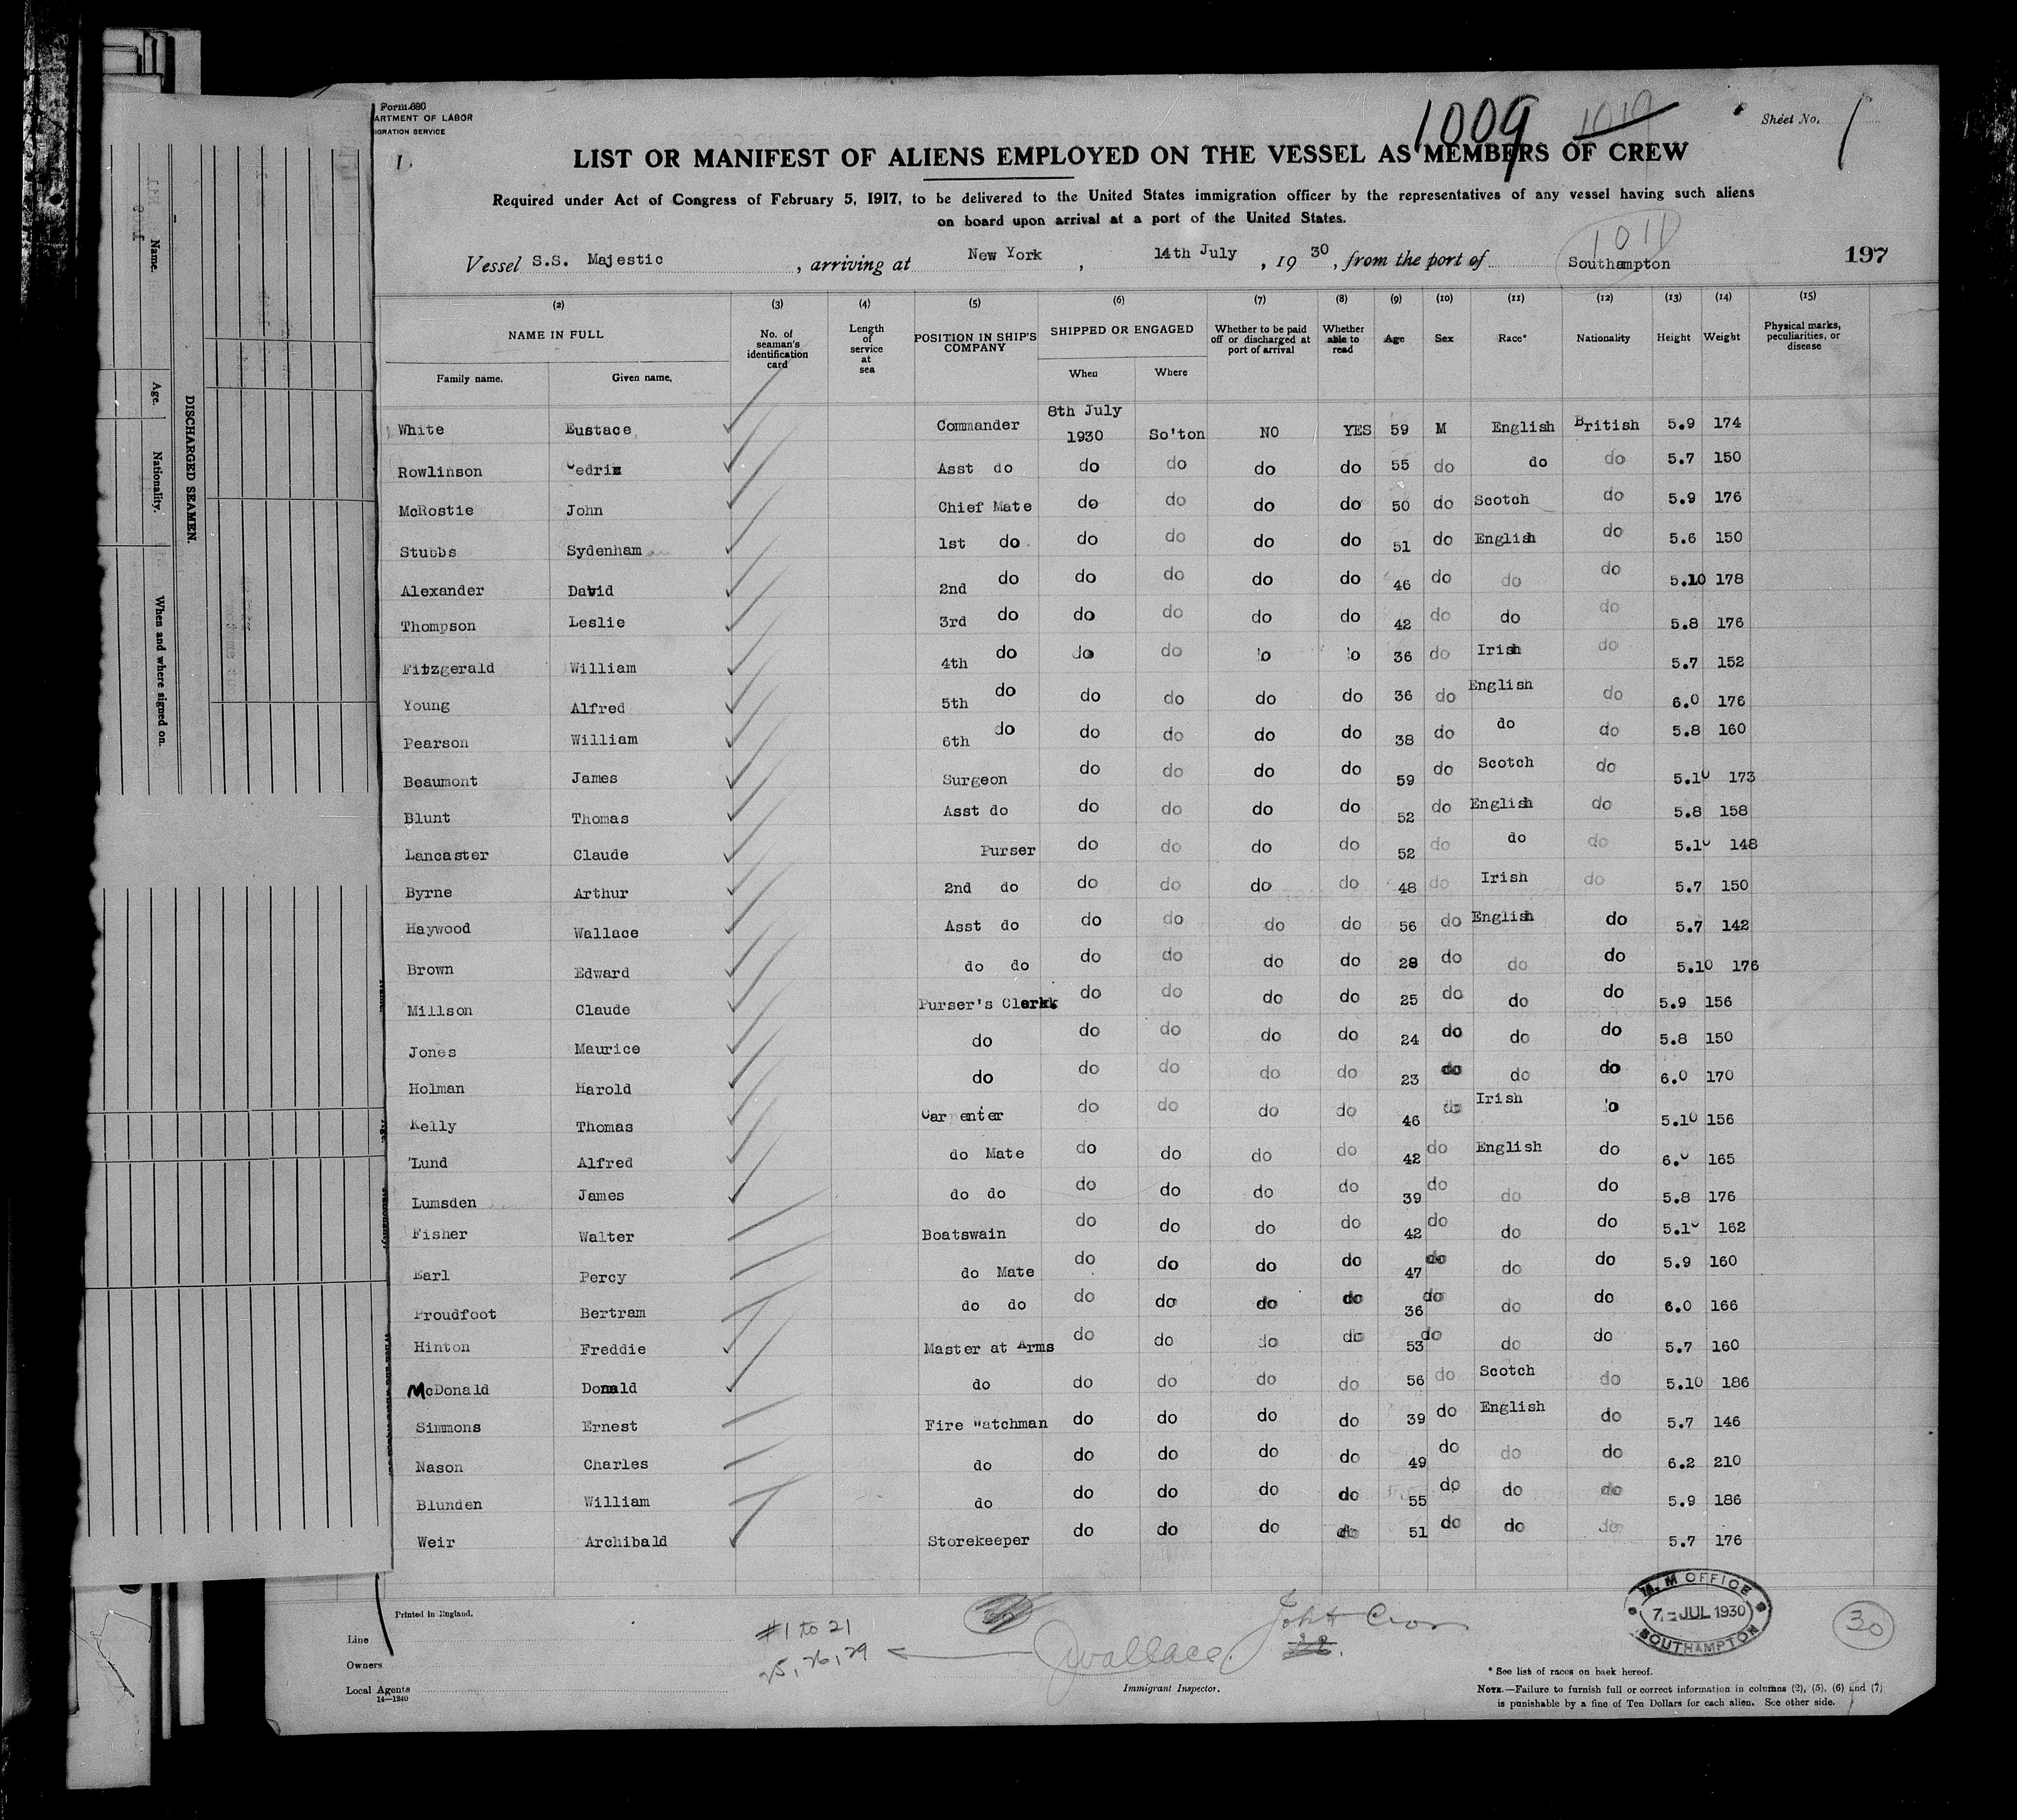 Form 680
ARTMENT OF LABOR
IGRATION SERVICE
1009 1019
Sheet No. 1
1.
LIST OR MANIFEST OF ALIENS EMPLOYED ON THE VESSEL AS MEMBERS OF CREW
Required under Act of Congress of February 5, 1917, to be delivered to the United States immigration officer by the representatives of any vessel having such aliens
on board upon arrival at a port of the United States.
1011
Vessel S.S. Majestic, arriving at New York, 14th July, 1930, from the port of Southampton
197
(2) (3) (4) (5) (6) (7) (8) (9) (10) (11) (12) (13) (14) (15)
NAME IN FULL No. of seaman's identification card Length of service at sea POSITION IN SHIP'S COMPANY SHIPPED OR ENGAGED Whether to be paid off or discharged at port of arrival Whether able to read Age Sex Race* Nationality Height Weight Physical marks, peculiarities, or disease
Family name. Given name. When Where
White Eustace Commander 8th July 1930 So'ton NO YES 59 M English British 5.9 174
Rowlinson Asst do do do do do 55 do do do 5.7 150
McRostie John Chief Mate do do do do 50 do Scotch do 5.9 176
Stubbs Sydenham 1st do do do do do 51 do English do 5.6 150
Alexander David 2nd do do do do do 46 do do do 5.10 178
Thompson Leslie 3rd do do do do do 42 do do do 5.8 176
Fitzgerald William 4th do do do do do 36 do Irish do 5.7 152
Young Alfred 5th do do do do do 36 do English do 6.0 176
Pearson William 6th do do do do do 38 do do do 5.8 160
Beaumont James Surgeon do do do do 59 do Scotch do 5.10 173
Blunt Thomas Asst do do do do do 52 do English do 5.8 158
Lancaster Claude Purser do do do do 52 do do do 5.10 148
Byrne Arthur 2nd do do do do do 48 do Irish do 5.7 150
Haywood Wallace Asst do do do do do 56 do English do 5.7 142
Brown Edward do do do do do do 28 do do do 5.10 176
Millson Claude Purser's Clerk do do do do 25 do do do 5.9 156
Jones Maurice do do do do do 24 do do do 5.8 150
Holman Harold do do do do do 23 do do do 6.0 170
Kelly Thomas Carpenter do do do do 46 do Irish do 5.10 156
Lund Alfred do Mate do do do do 42 do English do 6.0 165
Lumsden James do do do do do do 39 do do do 5.8 176
Fisher Walter Boatswain do do do do 42 do do do 5.10 162
Earl Percy do Mate do do do do 47 do do do 5.9 160
Proudfoot Bertram do do do do do do 36 do do do 6.0 166
Hinton Freddie Master at Arms do do do do 53 do do do 5.7 160
McDonald Donald do do do do do 56 do Scotch do 5.10 186
Simmons Ernest Fire Watchman do do do do 39 do English do 5.7 146
Nason Charles do do do do do 49 do do do 6.2 210
Blunden William do do do do do 55 do do do 5.9 186
Weir Archibald Storekeeper do do do do 51 do do do 5.7 176
Printed in England.
Line
Owners
Local Agents
14—1240
#1 to 21
25, 26, 29
30
JWallace
Immigrant Inspector.
John
M. M OFFICE
7 - JUL 1930
SOUTHAMPTON
30
* See list of races on back hereof.
NOTE.—Failure to furnish full or correct information in columns (2), (5), (6) and (7)
is punishable by a fine of Ten Dollars for each alien. See other side.
DISCHARGED SEAMEN.
Name. Age. Nationality. When and where signed on.